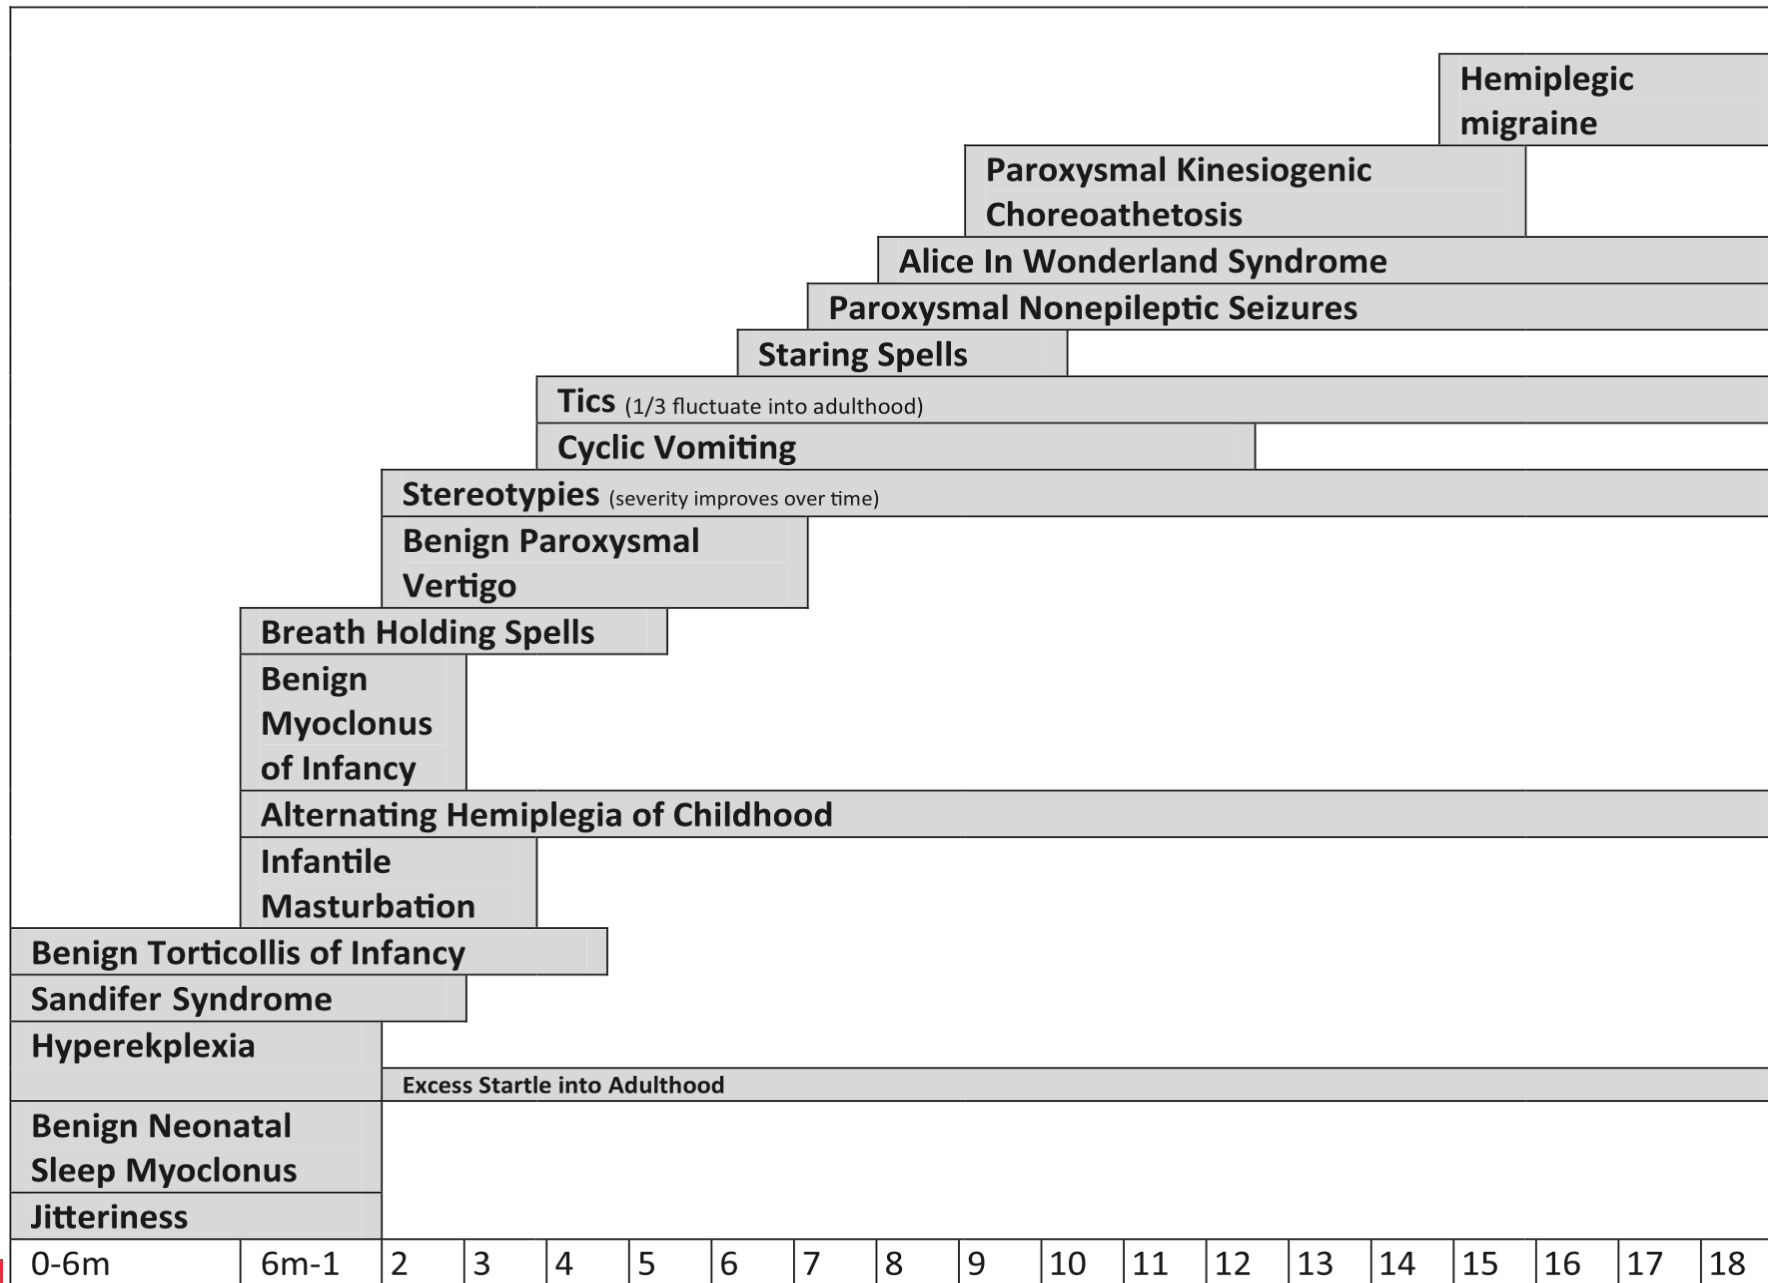 Hemiplegic
migraine
Paroxysmal Kinesiogenic
Choreoathetosis
Alice In Wonderland Syndrome
Paroxysmal Nonepileptic Seizures
Staring Spells
Tics (1/3 fluctuate into adulthood)
Cyclic Vomiting
Stereotypies (severity improves over time)
Benign Paroxysmal
Vertigo
Breath Holding Spells
Benign
Myoclonus
of Infancy
Alternating Hemiplegia of Childhood
Infantile
Masturbation
Benign Torticollis of Infancy
Sandifer Syndrome
Hyperekplexia
Excess Startle into Adulthood
Benign Neonatal
Sleep Myoclonus
Jitteriness
0-6m 6m-1 2 3 4 5 6 7 8 9 10 11 12 13 14 15 16 17 18